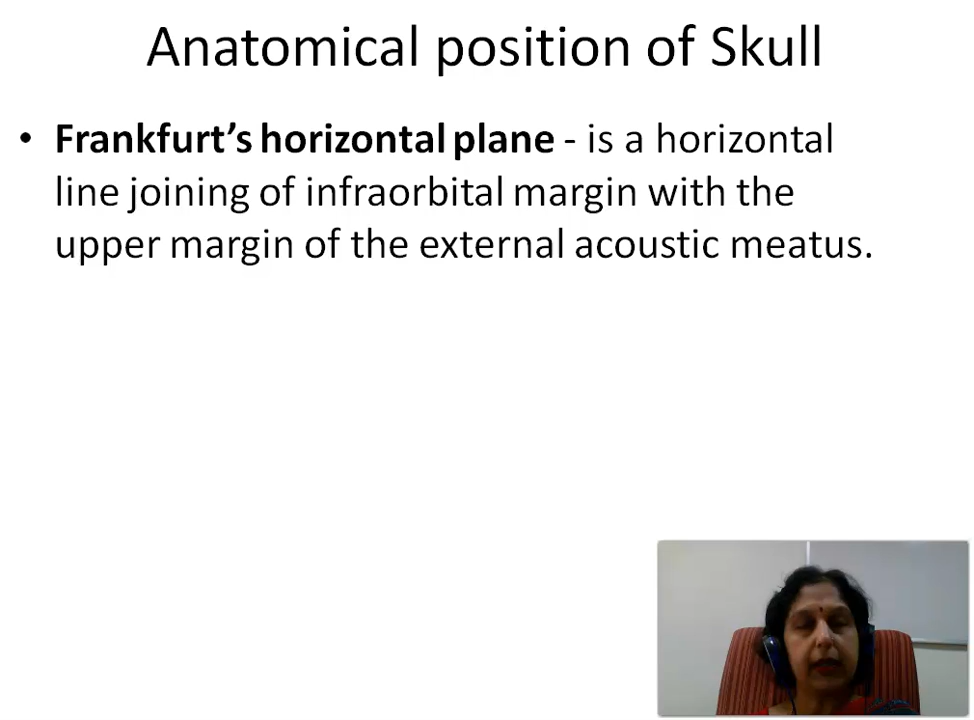 Anatomical position of Skull
• Frankfurt’s horizontal plane - is a horizontal
line joining of infraorbital margin with the
upper margin of the external acoustic meatus.